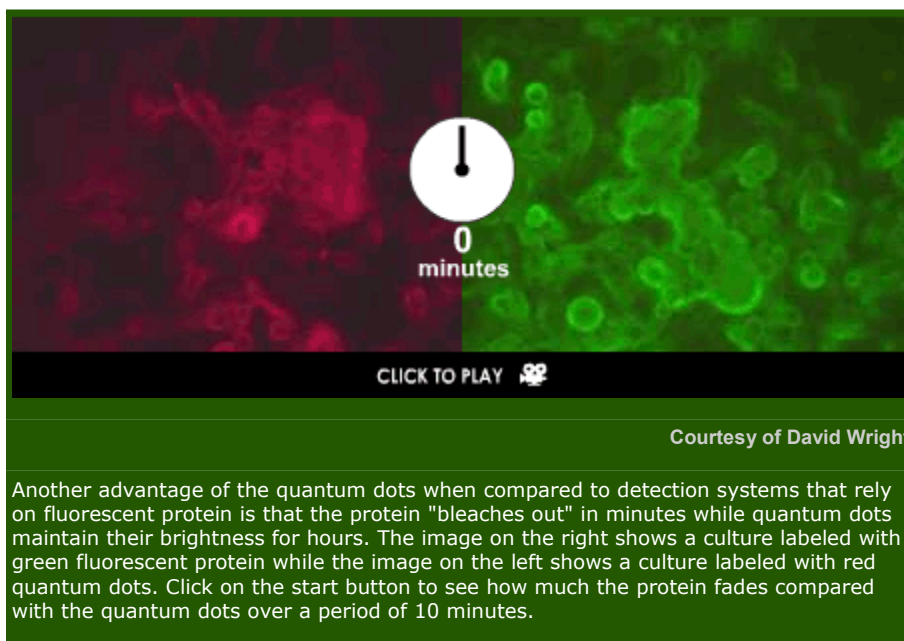 0
minutes
CLICK TO PLAY
Courtesy of David Wright
Another advantage of the quantum dots when compared to detection systems that rely
on fluorescent protein is that the protein "bleaches out" in minutes while quantum dots
maintain their brightness for hours. The image on the right shows a culture labeled with
green fluorescent protein while the image on the left shows a culture labeled with red
quantum dots. Click on the start button to see how much the protein fades compared
with the quantum dots over a period of 10 minutes.